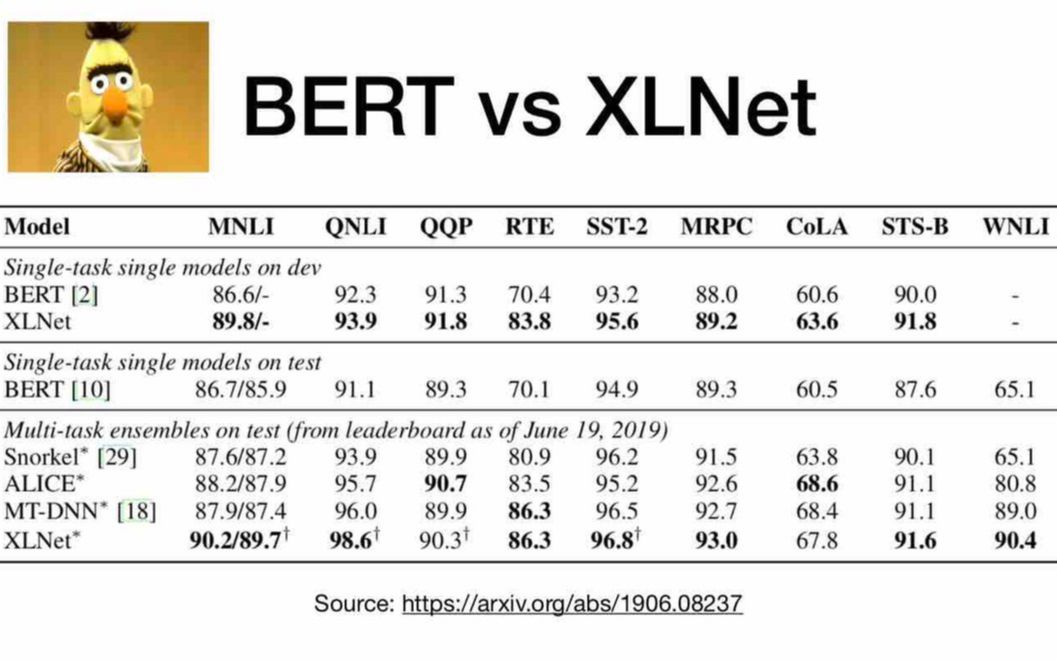 BERT vs XLNet
Model MNLI QNLI QQP RTE SST-2 MRPC CoLA STS-B WNLI
Single-task single models on dev
BERT [2] 86.6/- 92.3 91.3 70.4 93.2 88.0 60.6 90.0 -
XLNet 89.8/- 93.9 91.8 83.8 95.6 89.2 63.6 91.8 -
Single-task single models on test
BERT [10] 86.7/85.9 91.1 89.3 70.1 94.9 89.3 60.5 87.6 65.1
Multi-task ensembles on test (from leaderboard as of June 19, 2019)
Snorkel* [29] 87.6/87.2 93.9 89.9 80.9 96.2 91.5 63.8 90.1 65.1
ALICE* 88.2/87.9 95.7 90.7 83.5 95.2 92.6 68.6 91.1 80.8
MT-DNN* [18] 87.9/87.4 96.0 89.9 86.3 96.5 92.7 68.4 91.1 89.0
XLNet* 90.2/89.7† 98.6† 90.3† 86.3 96.8† 93.0 67.8 91.6 90.4
Source: https://arxiv.org/abs/1906.08237